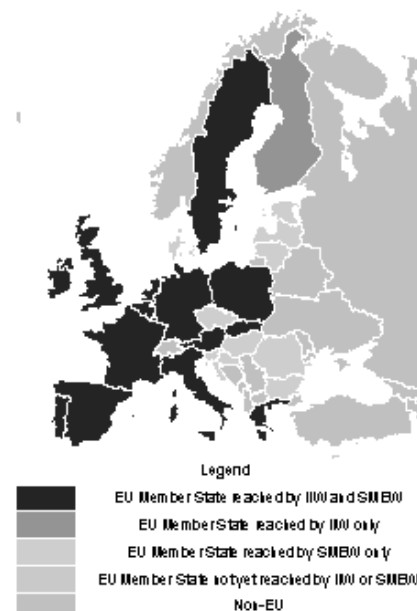 Legend
EU Member State reached by IIW and SMEW
EU Member State reached by IIW only
EU Member State reached by SMEW only
EU Member State not yet reached by IIW or SMEW
Non-EU